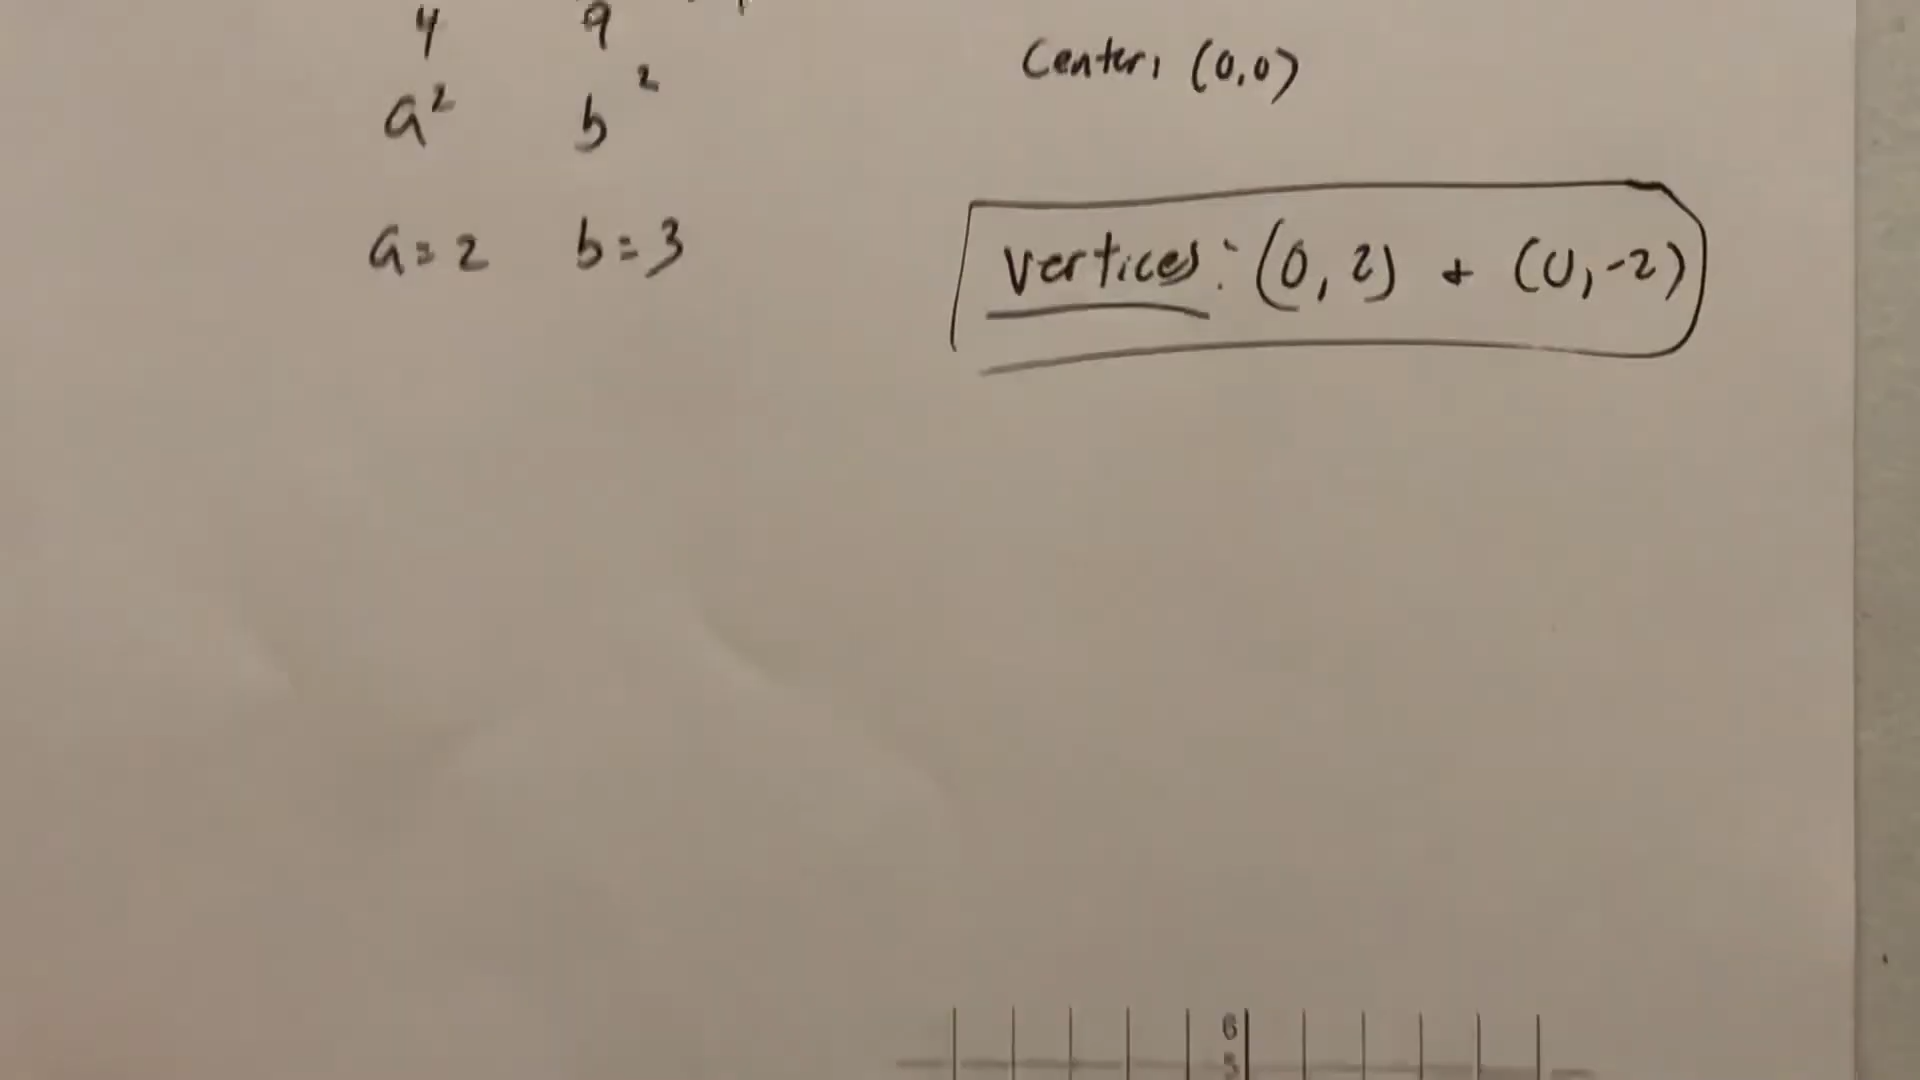 4 9
a² b²
a = 2 b = 3
Center: (0,0)
vertices: (0, 2) + (0, -2)
6
5